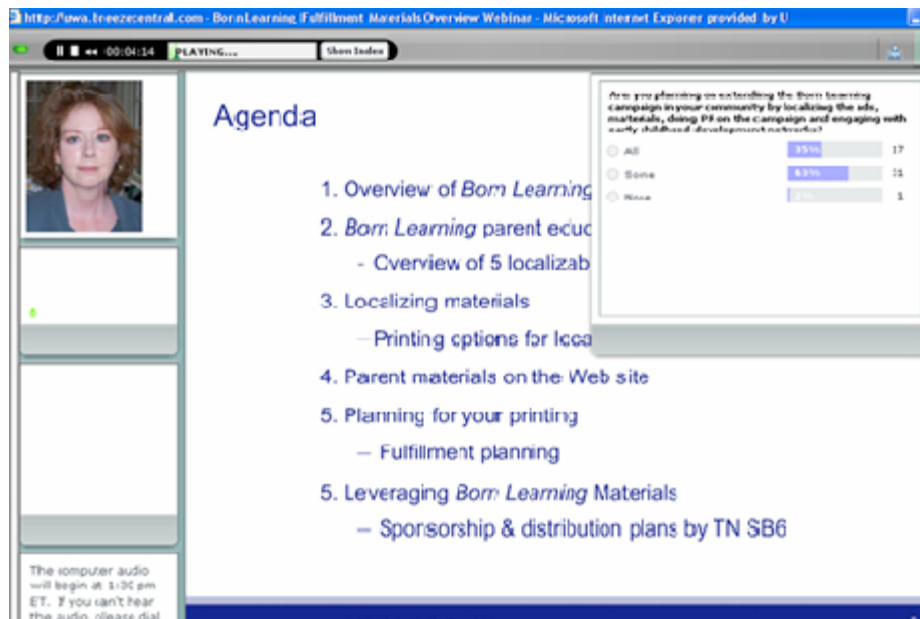 http://uwa.breezecentral.com - Born Learning Fulfillment Materials Overview Webinar - Microsoft Internet Explorer provided by U
00:04:14 PLAYING... Show Index
Agenda
1. Overview of Born Learning
2. Born Learning parent educ
- Overview of 5 localizab
3. Localizing materials
– Printing options for loca
4. Parent materials on the Web site
5. Planning for your printing
– Fulfillment planning
5. Leveraging Born Learning Materials
– Sponsorship & distribution plans by TN SB6
Are you planning on extending the Born Learning
campaign in your community by localizing the ads,
materials, doing PR on the campaign and engaging with
early childhood development networks?
All 35% 17
Some 63% 31
None 2% 1
The computer audio
will begin at 1:30 pm
ET. If you can't hear
the audio, please dial